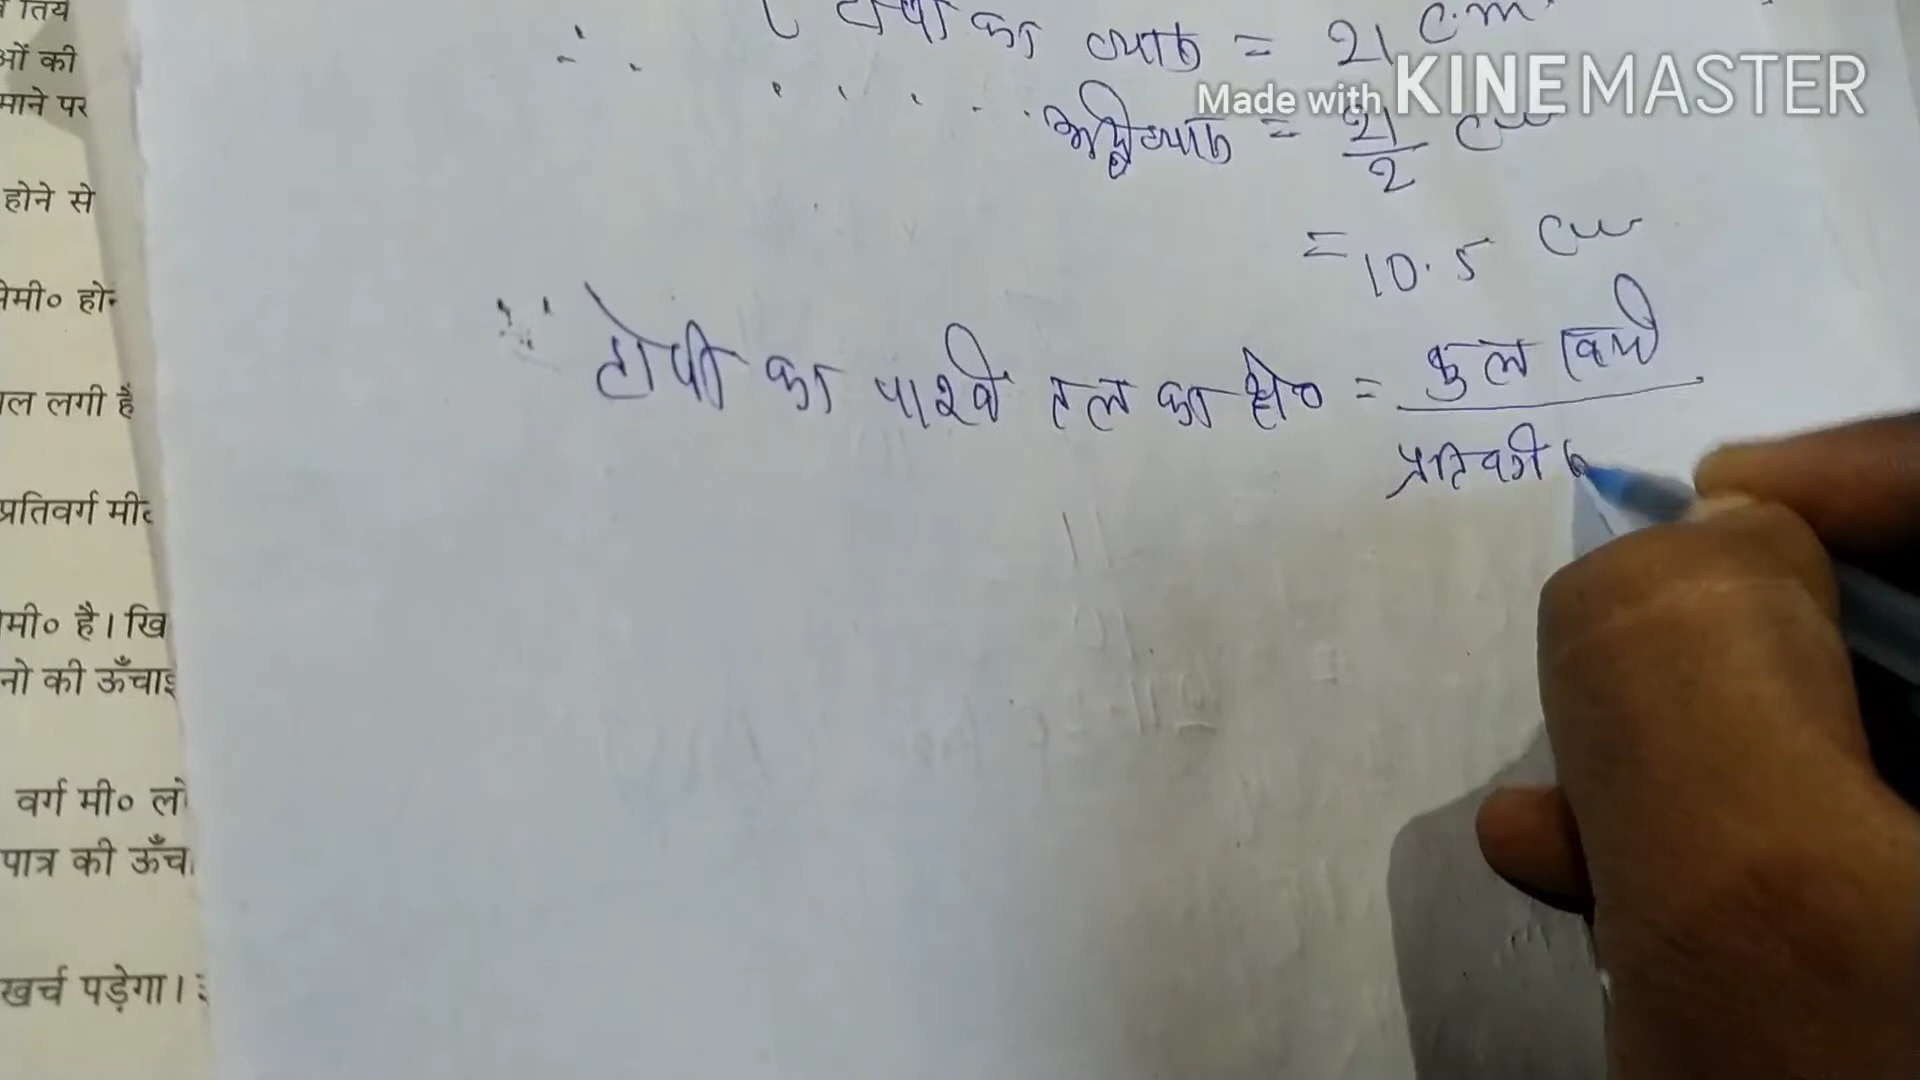 तिय
ओं की
माने पर
होने से
सेमी० हो
ल लगी है
प्रतिवर्ग मी
मी० है। खि
नो की ऊँचाइ
वर्ग मी० लो
पात्र की ऊँच
खर्च पड़ेगा।
टोपी का व्यास = 21 c.m.
Made with KINEMASTER
अर्द्धव्यास = 21/2 cm
= 10.5 cm
टोपी का पार्श्व तल का क्षे० = कुल खर्च / प्रतिवर्ग